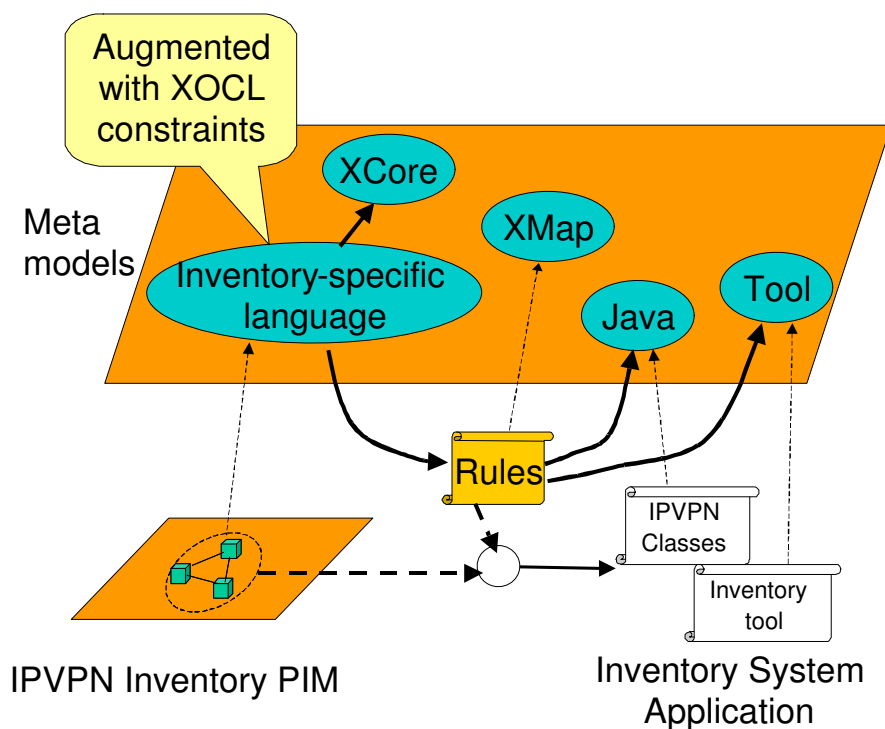 Augmented
with XOCL
constraints
XCore
Meta
models
XMap
Inventory-specific
language
Java
Tool
Rules
IPVPN
Classes
Inventory
tool
IPVPN Inventory PIM
Inventory System
Application